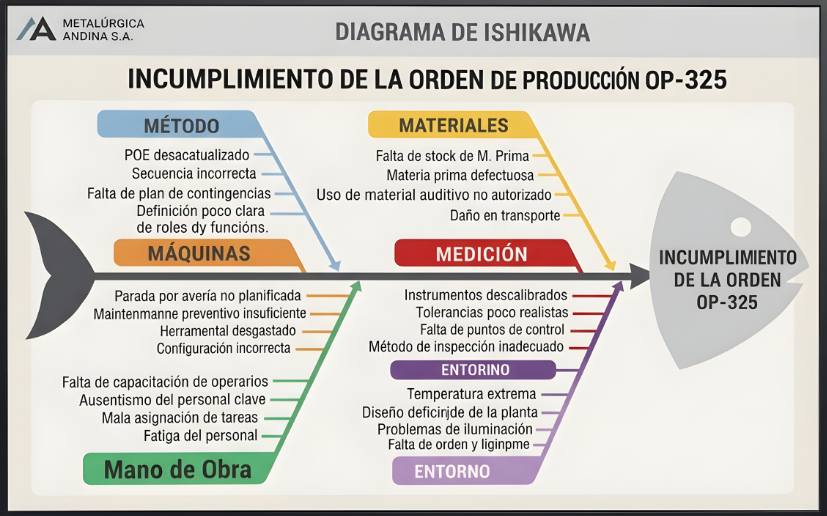 METALÚRGICA
ANDINA S.A.
DIAGRAMA DE ISHIKAWA
INCUMPLIMIENTO DE LA ORDEN DE PRODUCCIÓN OP-325
MÉTODO
POE desacatualizado
Secuencia incorrecta
Falta de plan de contingencias
Definición poco clara
de roles dy funcións.
MATERIALES
Falta de stock de M. Prima
Materia prima defectuosa
Uso de material auditivo no autorizado
Daño en transporte
MÁQUINAS
Parada por avería no planificada
Maintenmanne preventivo insuficiente
Herramental desgastado
Configuración incorrecta
MEDICIÓN
Instrumentos descalibrados
Tolerancias poco realistas
Falta de puntos de control
Método de inspección inadecuado
INCUMPLIMIENTO
DE LA ORDEN
OP-325
Falta de capacitación de operarios
Ausentismo del personal clave
Mala asignación de tareas
Fatiga del personal
Mano de Obra
ENTORINO
Temperatura extrema
Diseño deficinjde de la planta
Problemas de iluminación
Falta de orden y liginpme
ENTORNO